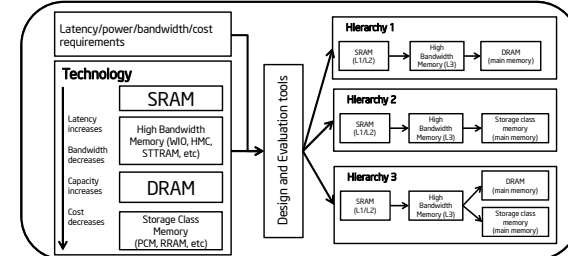 Latency/power/bandwidth/cost
requirements
Technology
Latency
increases
Bandwidth
decreases
Capacity
increases
Cost
decreases
SRAM
High Bandwidth
Memory (WIO, HMC,
STTRAM, etc)
DRAM
Storage Class
Memory
(PCM, RRAM, etc)
Design and Evaluation tools
Hierarchy 1
SRAM
(L1/L2)
High
Bandwidth
Memory (L3)
DRAM
(main memory)
Hierarchy 2
SRAM
(L1/L2)
High
Bandwidth
Memory (L3)
Storage class
memory
(main memory)
Hierarchy 3
SRAM
(L1/L2)
High
Bandwidth
Memory (L3)
DRAM
(main memory)
Storage class
memory
(main memory)